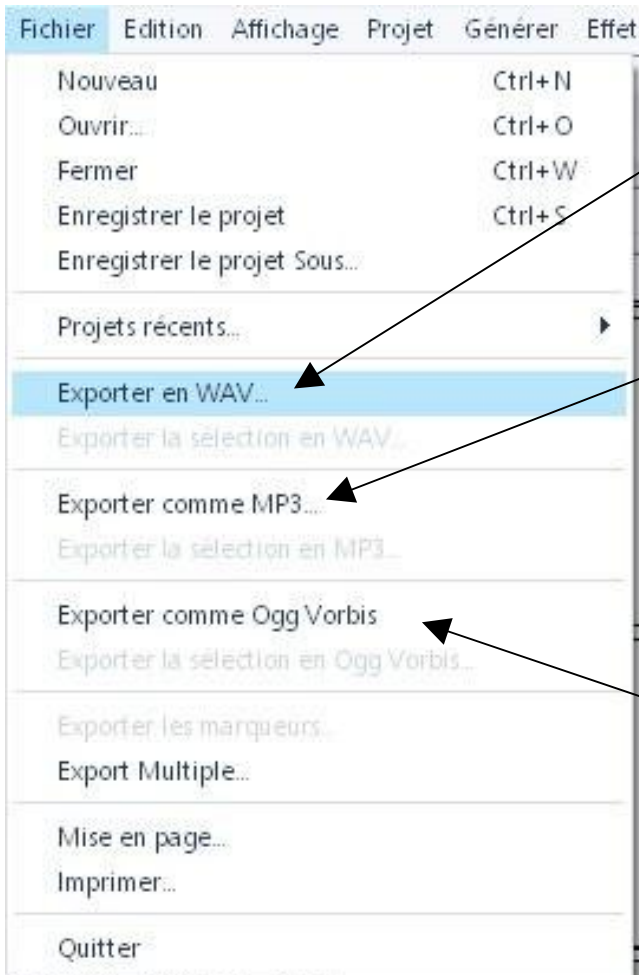 Fichier Edition Affichage Projet Générer Effet
Nouveau Ctrl+N
Ouvrir... Ctrl+O
Fermer Ctrl+W
Enregistrer le projet Ctrl+S
Enregistrer le projet Sous...
Projets récents...
Exporter en WAV...
Exporter la sélection en WAV...
Exporter comme MP3...
Exporter la sélection en MP3...
Exporter comme Ogg Vorbis
Exporter la sélection en Ogg Vorbis...
Exporter les marqueurs...
Export Multiple...
Mise en page...
Imprimer...
Quitter